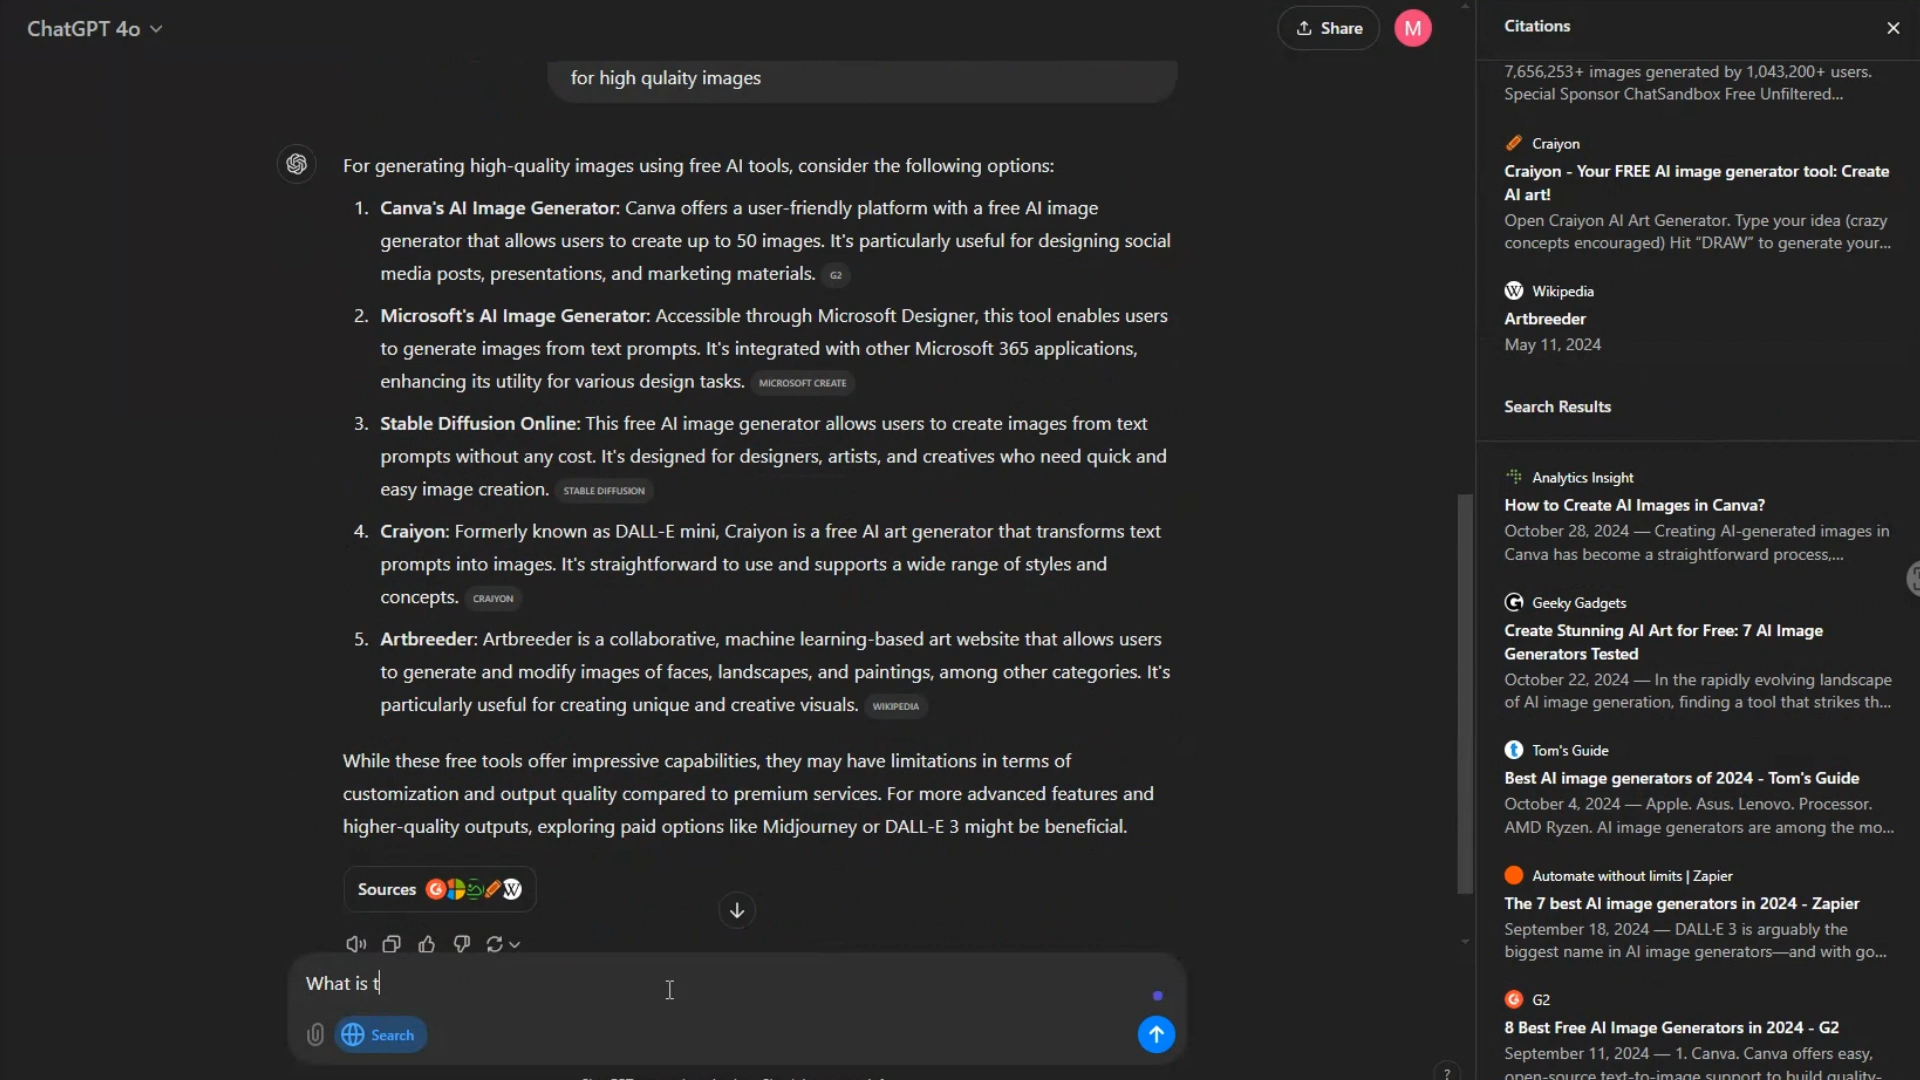 ChatGPT 4o
Share
M
for high qulaity images
For generating high-quality images using free AI tools, consider the following options:
1. Canva's AI Image Generator: Canva offers a user-friendly platform with a free AI image
generator that allows users to create up to 50 images. It's particularly useful for designing social
media posts, presentations, and marketing materials. G2
2. Microsoft's AI Image Generator: Accessible through Microsoft Designer, this tool enables users
to generate images from text prompts. It's integrated with other Microsoft 365 applications,
enhancing its utility for various design tasks. MICROSOFT CREATE
3. Stable Diffusion Online: This free AI image generator allows users to create images from text
prompts without any cost. It's designed for designers, artists, and creatives who need quick and
easy image creation. STABLE DIFFUSION
4. Craiyon: Formerly known as DALL-E mini, Craiyon is a free AI art generator that transforms text
prompts into images. It's straightforward to use and supports a wide range of styles and
concepts. CRAIYON
5. Artbreeder: Artbreeder is a collaborative, machine learning-based art website that allows users
to generate and modify images of faces, landscapes, and paintings, among other categories. It's
particularly useful for creating unique and creative visuals. WIKIPEDIA
While these free tools offer impressive capabilities, they may have limitations in terms of
customization and output quality compared to premium services. For more advanced features and
higher-quality outputs, exploring paid options like Midjourney or DALL-E 3 might be beneficial.
Sources
What is t
Search
?
Citations
7,656,253+ images generated by 1,043,200+ users.
Special Sponsor ChatSandbox Free Unfiltered...
Craiyon
Craiyon - Your FREE AI image generator tool: Create
AI art!
Open Craiyon AI Art Generator. Type your idea (crazy
concepts encouraged) Hit “DRAW” to generate your...
W Wikipedia
Artbreeder
May 11, 2024
Search Results
Analytics Insight
How to Create AI Images in Canva?
October 28, 2024 — Creating AI-generated images in
Canva has become a straightforward process,...
Geeky Gadgets
Create Stunning AI Art for Free: 7 AI Image
Generators Tested
October 22, 2024 — In the rapidly evolving landscape
of AI image generation, finding a tool that strikes th...
Tom's Guide
Best AI image generators of 2024 - Tom's Guide
October 4, 2024 — Apple. Asus. Lenovo. Processor.
AMD Ryzen. AI image generators are among the mo...
Automate without limits | Zapier
The 7 best AI image generators in 2024 - Zapier
September 18, 2024 — DALL·E 3 is arguably the
biggest name in AI image generators—and with go...
G2
8 Best Free AI Image Generators in 2024 - G2
September 11, 2024 — 1. Canva. Canva offers easy,
open-source text-to-image support to build quality-